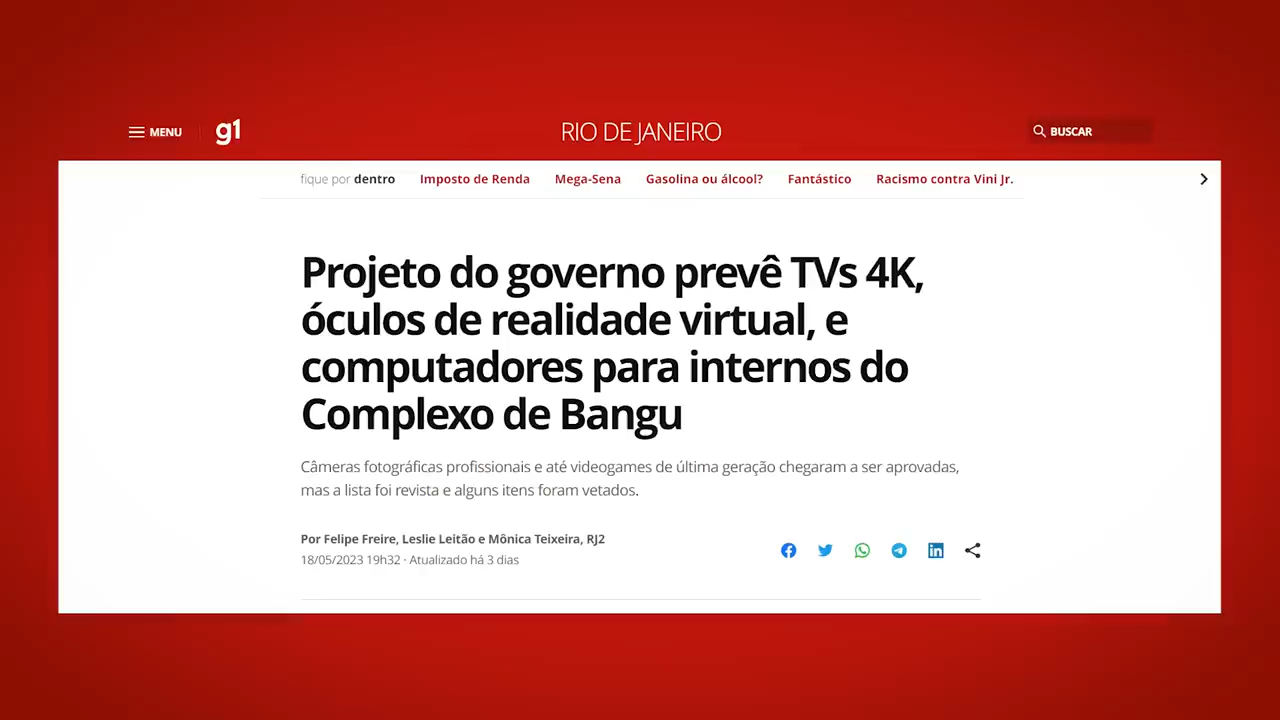 MENU
g1
RIO DE JANEIRO
BUSCAR
fique por dentro
Imposto de Renda
Mega-Sena
Gasolina ou álcool?
Fantástico
Racismo contra Vini Jr.
Projeto do governo prevê TVs 4K,
óculos de realidade virtual, e
computadores para internos do
Complexo de Bangu
Câmeras fotográficas profissionais e até videogames de última geração chegaram a ser aprovadas,
mas a lista foi revista e alguns itens foram vetados.
Por Felipe Freire, Leslie Leitão e Mônica Teixeira, RJ2
18/05/2023 19h32 · Atualizado há 3 dias